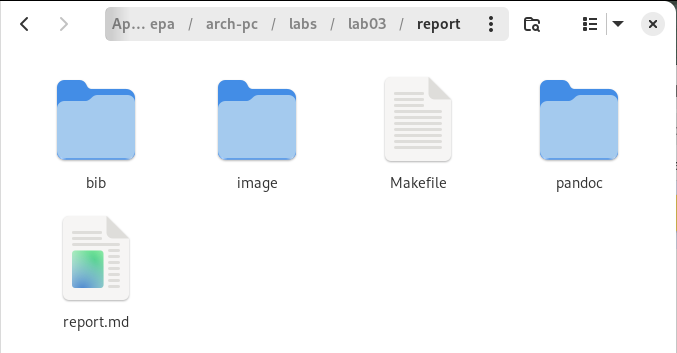 Ap... epa / arch-pc / labs / lab03 / report
bib
image
Makefile
pandoc
report.md